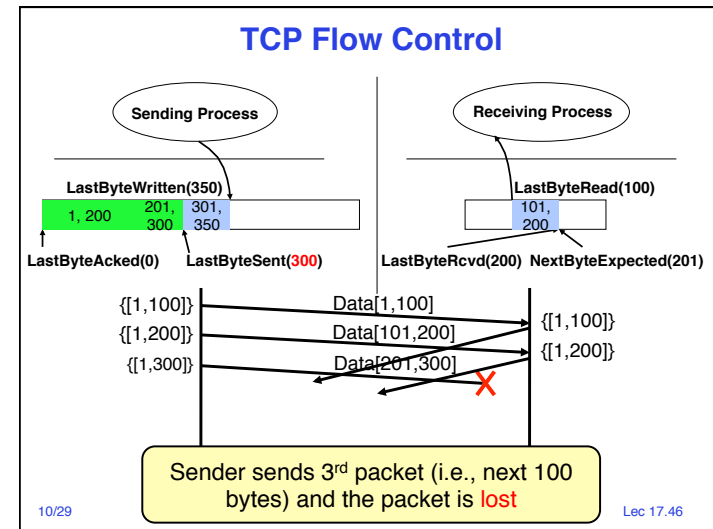 TCP Flow Control
Sending Process
Receiving Process
LastByteWritten(350)
LastByteRead(100)
1, 200
201,
300
301,
350
101,
200
LastByteAcked(0)
LastByteSent(300)
LastByteRcvd(200)
NextByteExpected(201)
{[1,100]}
Data[1,100]
{[1,100]}
{[1,200]}
Data[101,200]
{[1,200]}
{[1,300]}
Data[201,300]
Sender sends 3rd packet (i.e., next 100
bytes) and the packet is lost
10/29
Lec 17.46